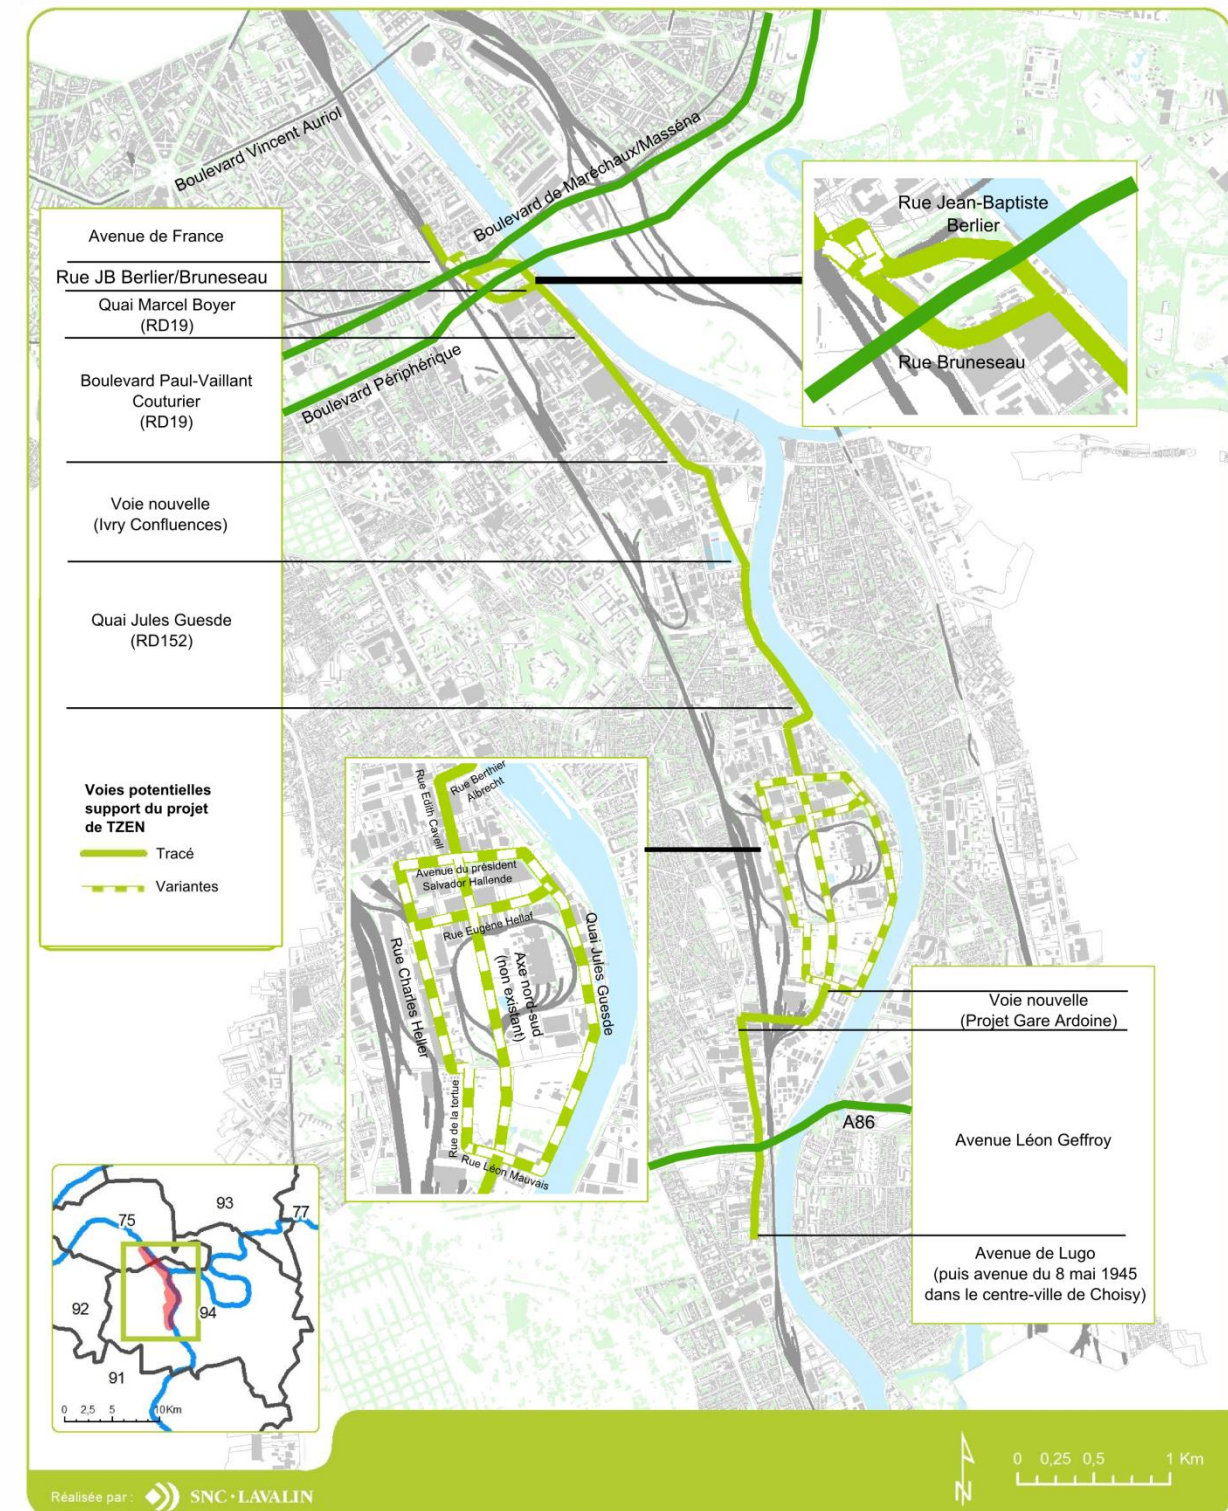 Boulevard Vincent Auriol
Boulevard de Maréchaux/Masséna
Boulevard Périphérique
Avenue de France
Rue JB Berlier/Bruneseau
Quai Marcel Boyer
(RD19)
Boulevard Paul-Vaillant
Couturier
(RD19)
Voie nouvelle
(Ivry Confluences)
Quai Jules Guesde
(RD152)
Voies potentielles
support du projet
de TZEN
Tracé
Variantes
Rue Jean-Baptiste
Berlier
Rue Bruneseau
Rue Berthier
Albrecht
Rue Edith Cavell
Avenue du président
Salvador Hallende
Rue Eugène Hellaf
Rue Charles Heller
Axe nord-sud
(non existant)
Quai Jules Guesde
Rue de la tortue
Rue Léon Mauvais
A86
Voie nouvelle
(Projet Gare Ardoine)
Avenue Léon Geffroy
Avenue de Lugo
(puis avenue du 8 mai 1945
dans le centre-ville de Choisy)
93
75
77
92
94
91
0 2,5 5 10Km
Réalisée par : SNC·LAVALIN
N
0 0,25 0,5 1 Km